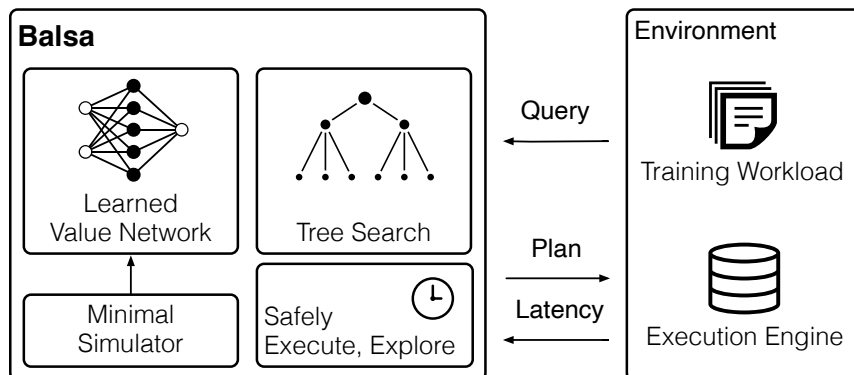 Balsa
Learned
Value Network
Tree Search
Minimal
Simulator
Safely
Execute, Explore
Query
Plan
Latency
Environment
Training Workload
Execution Engine